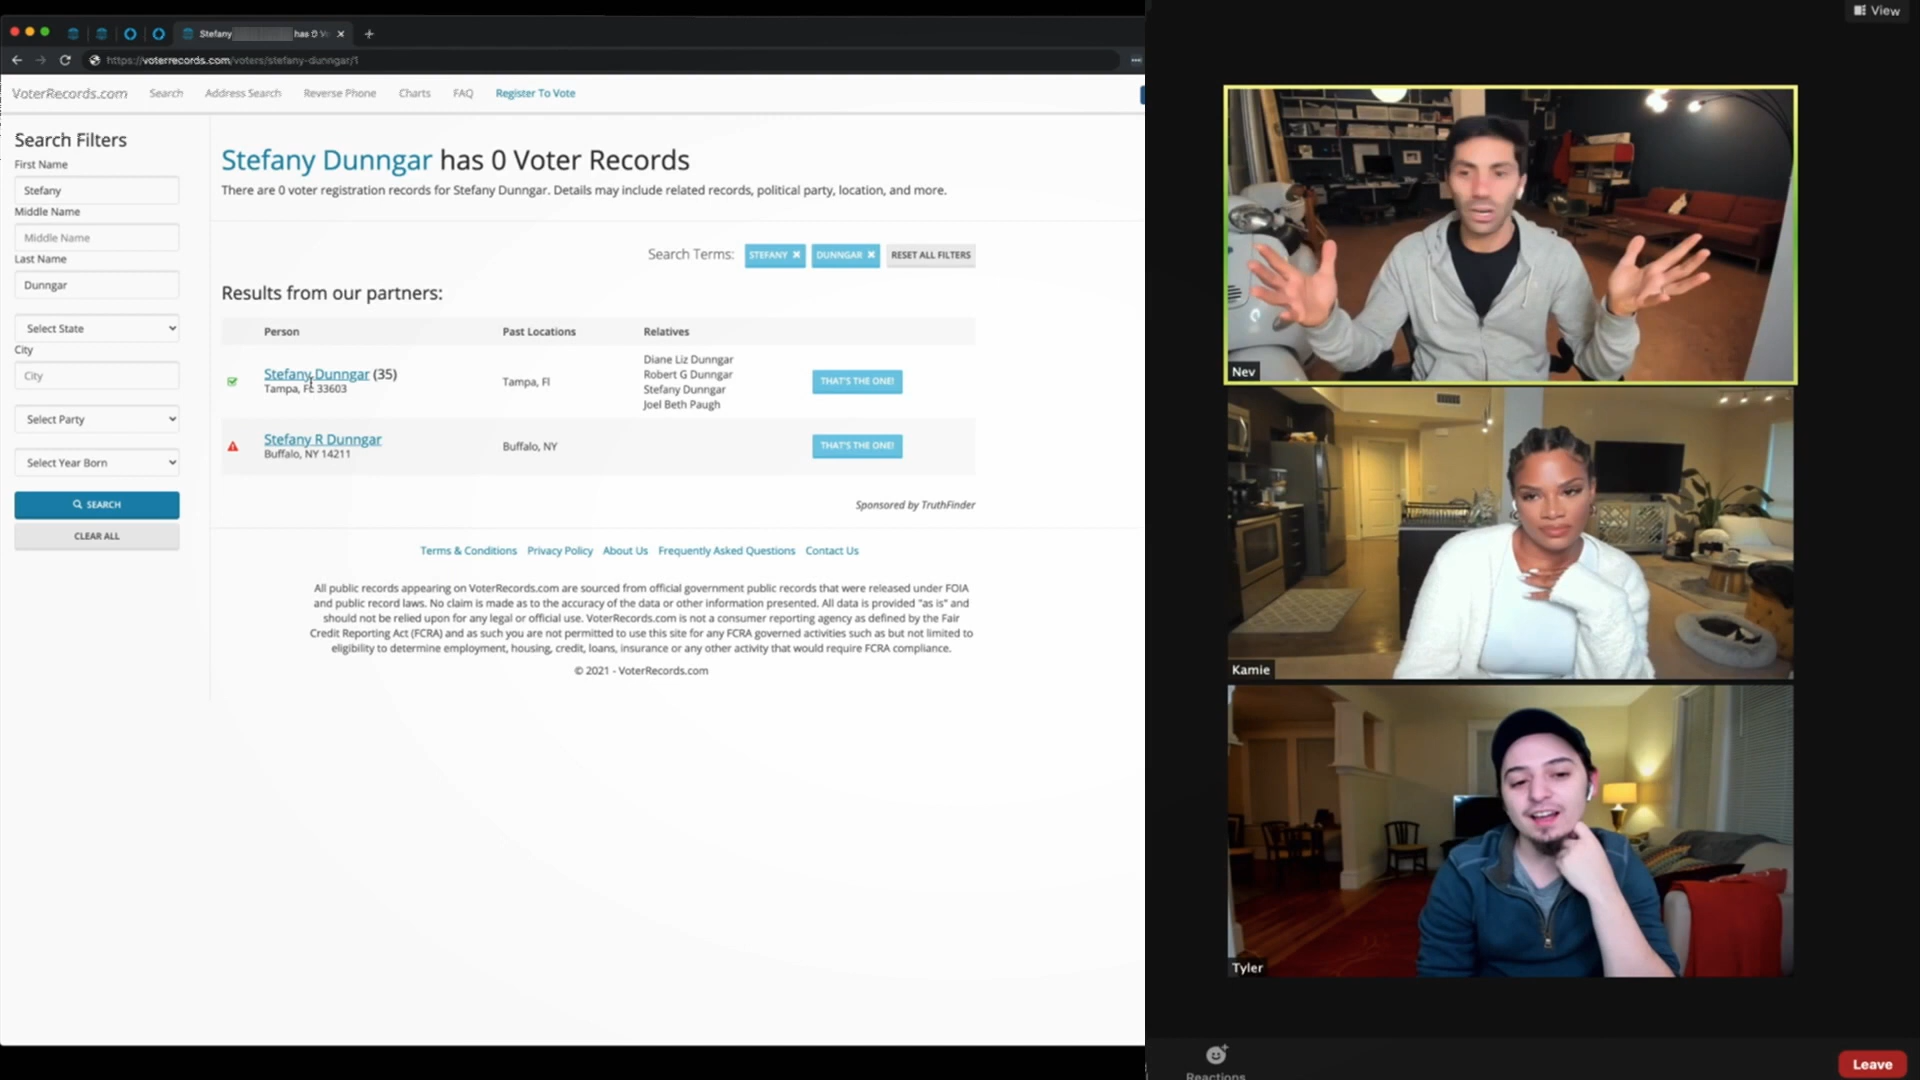 Stefany has 0 V
https://voterrecords.com/voters/stefany-dunngar/1
VoterRecords.com Search Address Search Reverse Phone Charts FAQ Register To Vote
Search Filters
First Name
Stefany
Middle Name
Middle Name
Last Name
Dunngar
Select State
City
City
Select Party
Select Year Born
SEARCH
CLEAR ALL
Stefany Dunngar has 0 Voter Records
There are 0 voter registration records for Stefany Dunngar. Details may include related records, political party, location, and more.
Search Terms: STEFANY × DUNNGAR × RESET ALL FILTERS
Results from our partners:
Person Past Locations Relatives
Stefany Dunngar (35)
Tampa, FL 33603
Tampa, Fl
Diane Liz Dunngar
Robert G Dunngar
Stefany Dunngar
Joel Beth Paugh
THAT'S THE ONE!
Stefany R Dunngar
Buffalo, NY 14211
Buffalo, NY
THAT'S THE ONE!
Sponsored by TruthFinder
Terms & Conditions Privacy Policy About Us Frequently Asked Questions Contact Us
All public records appearing on VoterRecords.com are sourced from official government public records that were released under FOIA
and public record laws. No claim is made as to the accuracy of the data or other information presented. All data is provided "as is" and
should not be relied upon for any legal or official use. VoterRecords.com is not a consumer reporting agency as defined by the Fair
Credit Reporting Act (FCRA) and as such you are not permitted to use this site for any FCRA governed activities such as but not limited to
eligibility to determine employment, housing, credit, loans, insurance or any other activity that would require FCRA compliance.
© 2021 - VoterRecords.com
View
Nev
Kamie
Tyler
Reactions
Leave